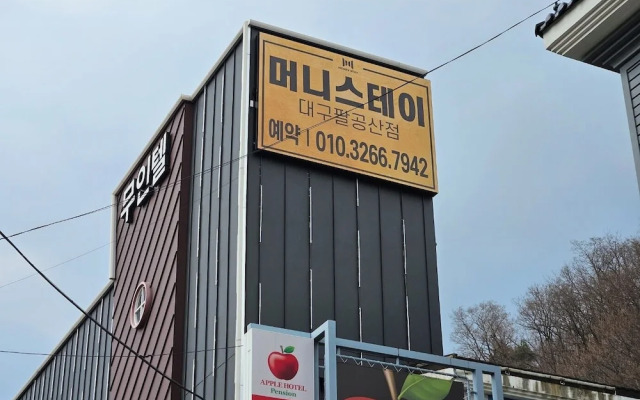 머니스테이
대구팔공산점
예약 | 010.3266.7942
무인텔
APPLE HOTEL
Pension